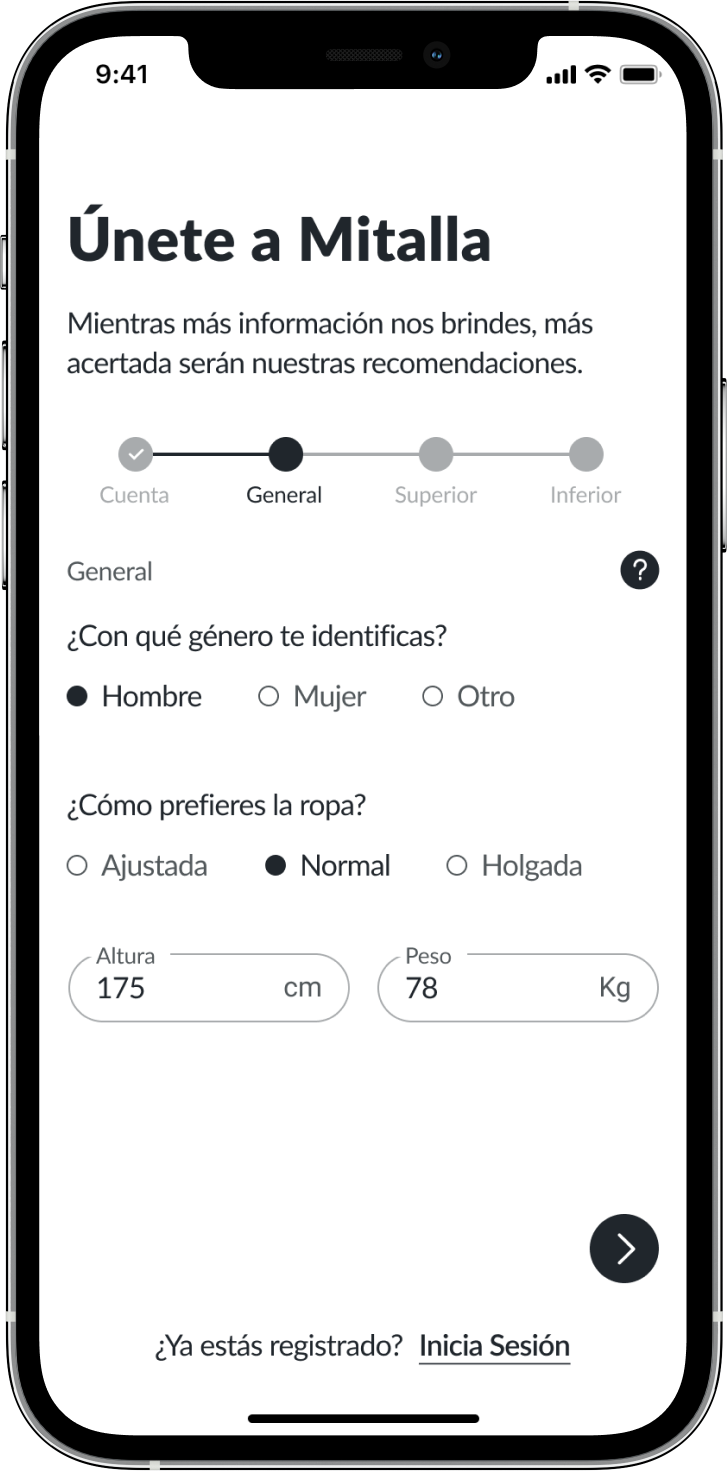 9:41
Únete a Mitalla
Mientras más información nos brindes, más
acertada serán nuestras recomendaciones.
Cuenta General Superior Inferior
General ?
¿Con qué género te identificas?
Hombre Mujer Otro
¿Cómo prefieres la ropa?
Ajustada Normal Holgada
Altura Peso
175 cm 78 Kg
¿Ya estás registrado? Inicia Sesión